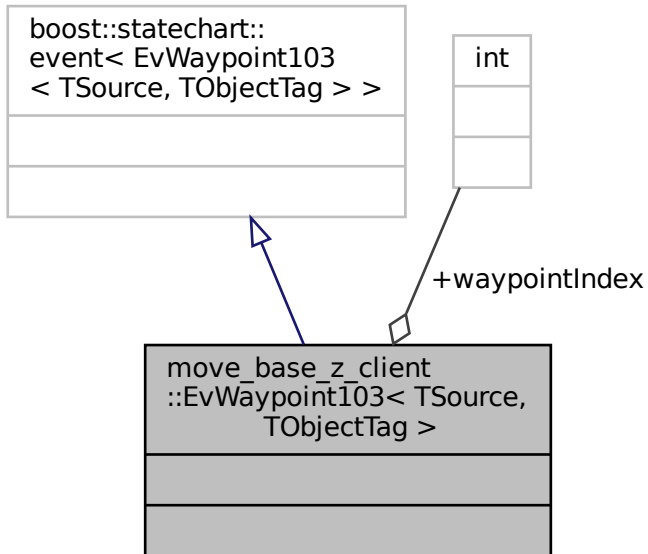 boost::statechart::
event< EvWaypoint103
< TSource, TObjectTag > >
int
+waypointIndex
move_base_z_client
::EvWaypoint103< TSource,
TObjectTag >